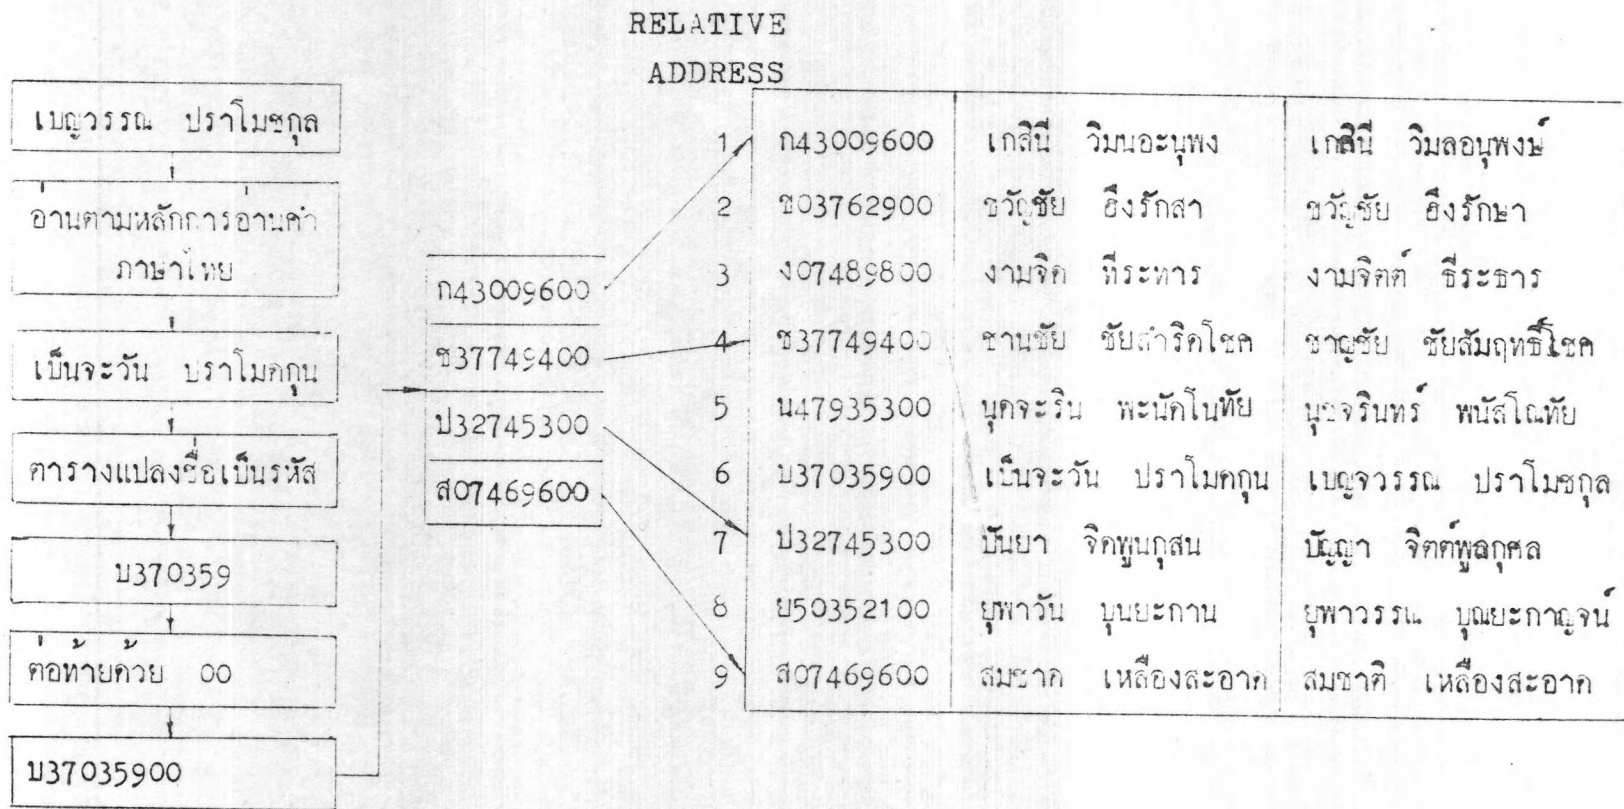 RELATIVE
ADDRESS
เบญวรรณ ปราโมชกุล
อ่านตามหลักการอ่านคำ
ภาษาไทย
เบ็นจะวัน ปราโมคกุน
ตารางแปลงชื่อเป็นรหัส
บ370359
ต่อท้ายด้วย 00
บ37035900
ก43009600
ช37749400
ป32745300
ส07469600
1 ก43009600 เกสินี วิมนอะนุพง เกสินี วิมลอนุพงษ์
2 ข03762900 ขวัญชัย ฮึงรักสา ขวัญชัย ฮึงรักษา
3 ง07489800 งามจิค ทีระทาร งามจิตต์ ธีระธาร
4 ช37749400 ชานชัย ชัยสำริคโชค ชาญชัย ชัยสัมฤทธิ์โชค
5 น47935300 นุคจะริน พะนัคโนทัย นุชจรินทร์ พนัสโณทัย
6 บ37035900 เบ็นจะวัน ปราโมคกุน เบญจวรรณ ปราโมชกุล
7 ป32745300 ปันยา จิคพูนกุสน ปัญญา จิตต์พูลกุศล
8 ย50352100 ยุพาวัน บุนยะกาน ยุพาวรรณ บุณยะกาญจน์
9 ส07469600 สมชาค เหลืองสะอาค สมชาติ เหลืองสะอาค